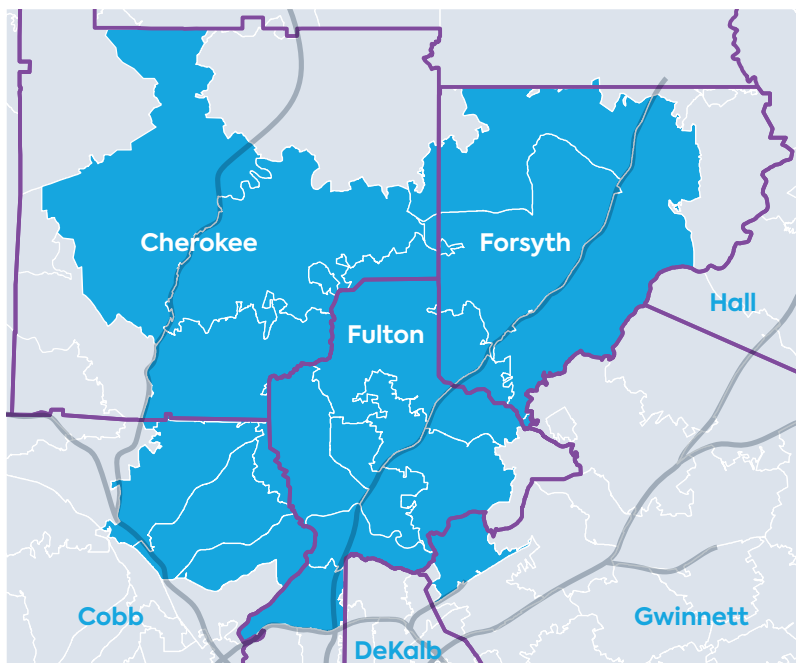 Cherokee
Forsyth
Hall
Fulton
Cobb
Gwinnett
DeKalb